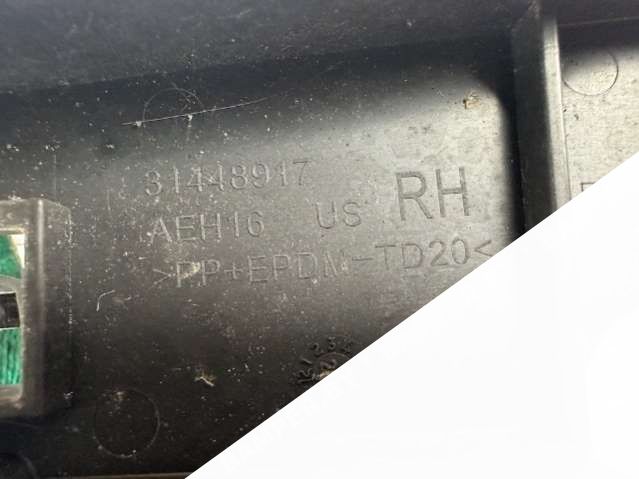 31448917
AEH16 US RH
>PP+EPDM-TD20<